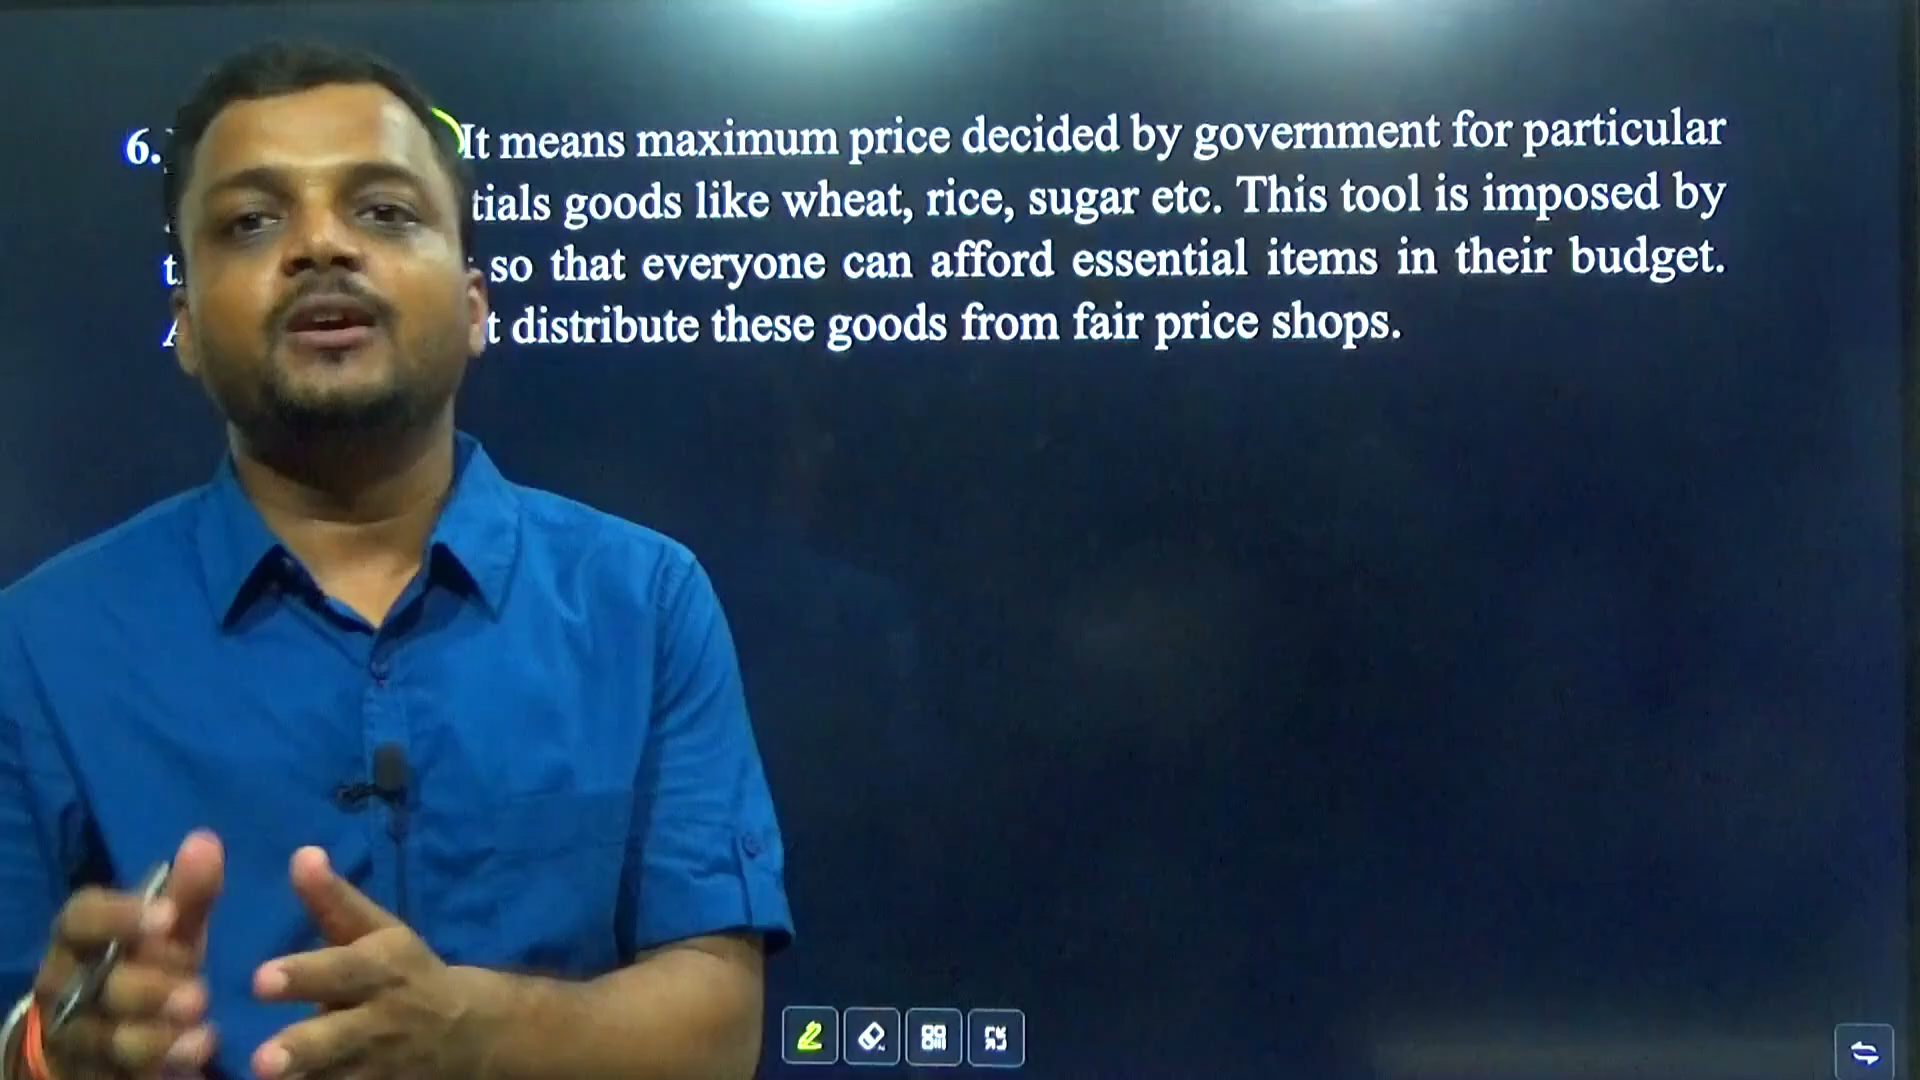 6. It means maximum price decided by government for particular
tials goods like wheat, rice, sugar etc. This tool is imposed by
t so that everyone can afford essential items in their budget.
t distribute these goods from fair price shops.